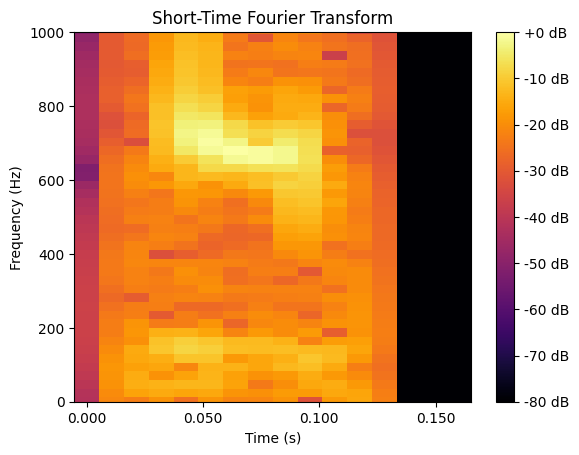 Short-Time Fourier Transform
1000
800
600
400
200
0
Frequency (Hz)
0.000
0.050
0.100
0.150
Time (s)
+0 dB
-10 dB
-20 dB
-30 dB
-40 dB
-50 dB
-60 dB
-70 dB
-80 dB